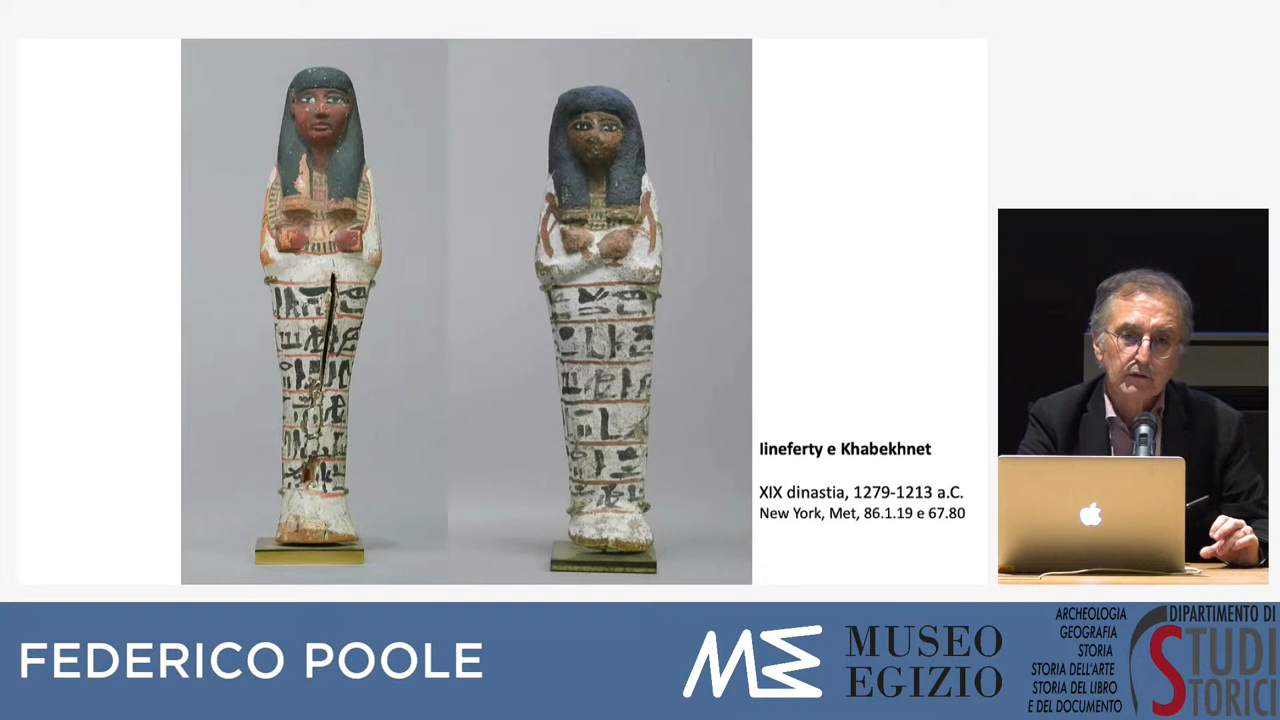 Iineferty e Khabekhnet
XIX dinastia, 1279-1213 a.C.
New York, Met, 86.1.19 e 67.80
FEDERICO POOLE
ME
MUSEO
EGIZIO
ARCHEOLOGIA
GEOGRAFIA
STORIA
STORIA DELL'ARTE
STORIA DEL LIBRO
E DEL DOCUMENTO
DIPARTIMENTO DI
STUDI
STORICI